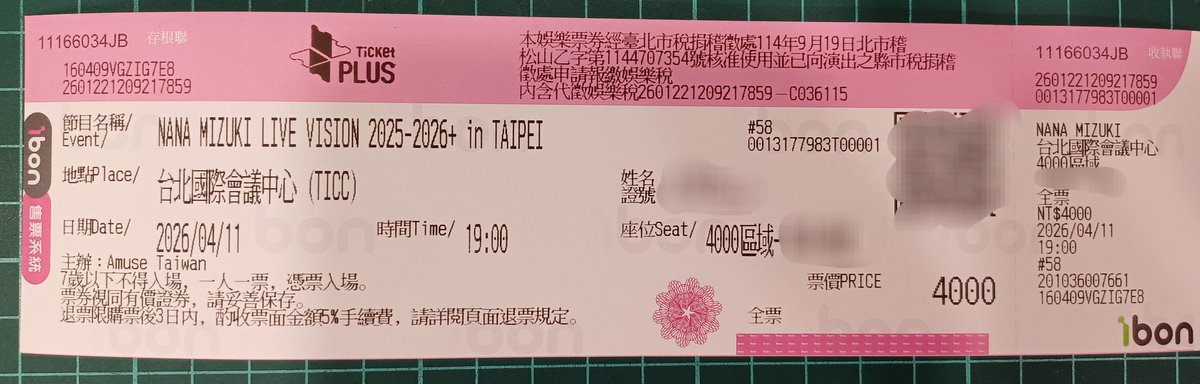 11166034JB 存根聯
160409VGZIG7E8
2601221209217859
Ticket
PLUS
本娛樂票券經臺北市稅捐稽徵處114年9月19日北市稽
松山乙字第1144707354號核准使用並已向演出之縣市稅捐稽
徵處申請報繳娛樂稅
內含代徵娛樂稅2601221209217859－C036115
ibon
售票系統
節目名稱/
Event/
NANA MIZUKI LIVE VISION 2025-2026+ in TAIPEI
#58
0013177983T00001
地點Place/
台北國際會議中心 (TICC)
姓名
證號
日期Date/ 2026/04/11
時間Time/ 19:00
座位Seat/ 4000區域-
主辦：Amuse Taiwan
7歲以下不得入場，一人一票，憑票入場。
票券視同有價證券，請妥善保存。
退票限購票後3日內，酌收票面金額5%手續費，請詳閱頁面退票規定。
票價PRICE 4000
全票
11166034JB 收執聯
2601221209217859
0013177983T00001
NANA MIZUKI
台北國際會議中心
4000區域
全票
NT$4000
2026/04/11
19:00
#58
201036007661
160409VGZIG7E8
ibon